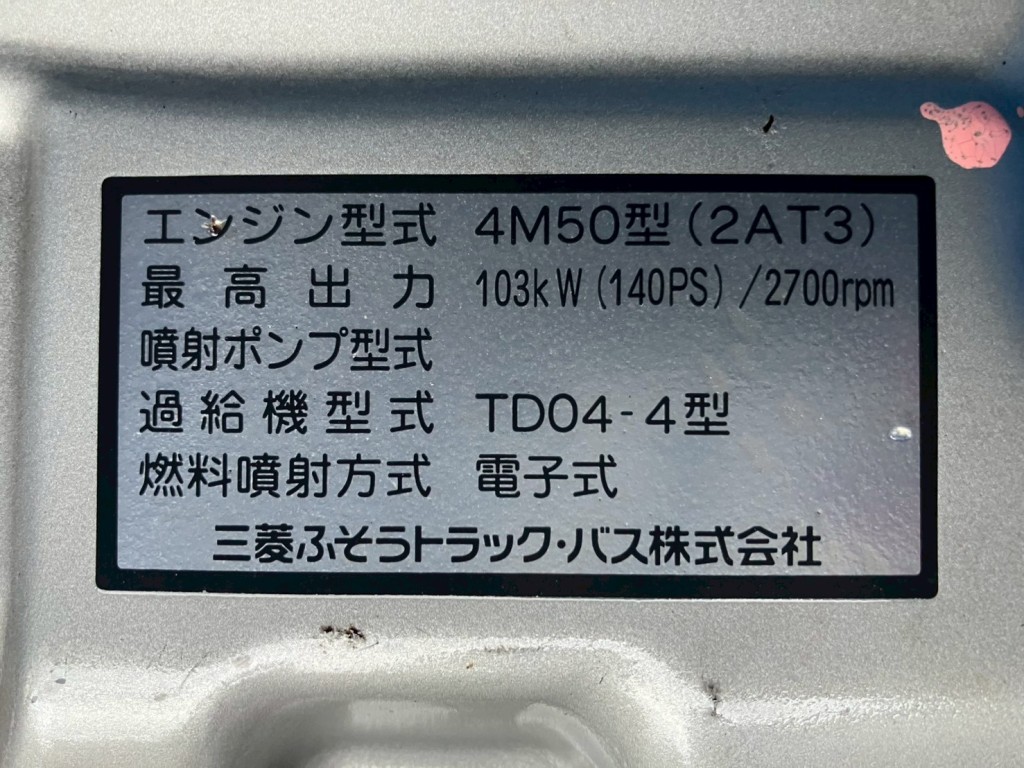 エンジン型式 4M50型(2AT3)
最高出力 103kW(140PS)/2700rpm
噴射ポンプ型式
過給機型式 TD04-4型
燃料噴射方式 電子式
三菱ふそうトラック・バス株式会社